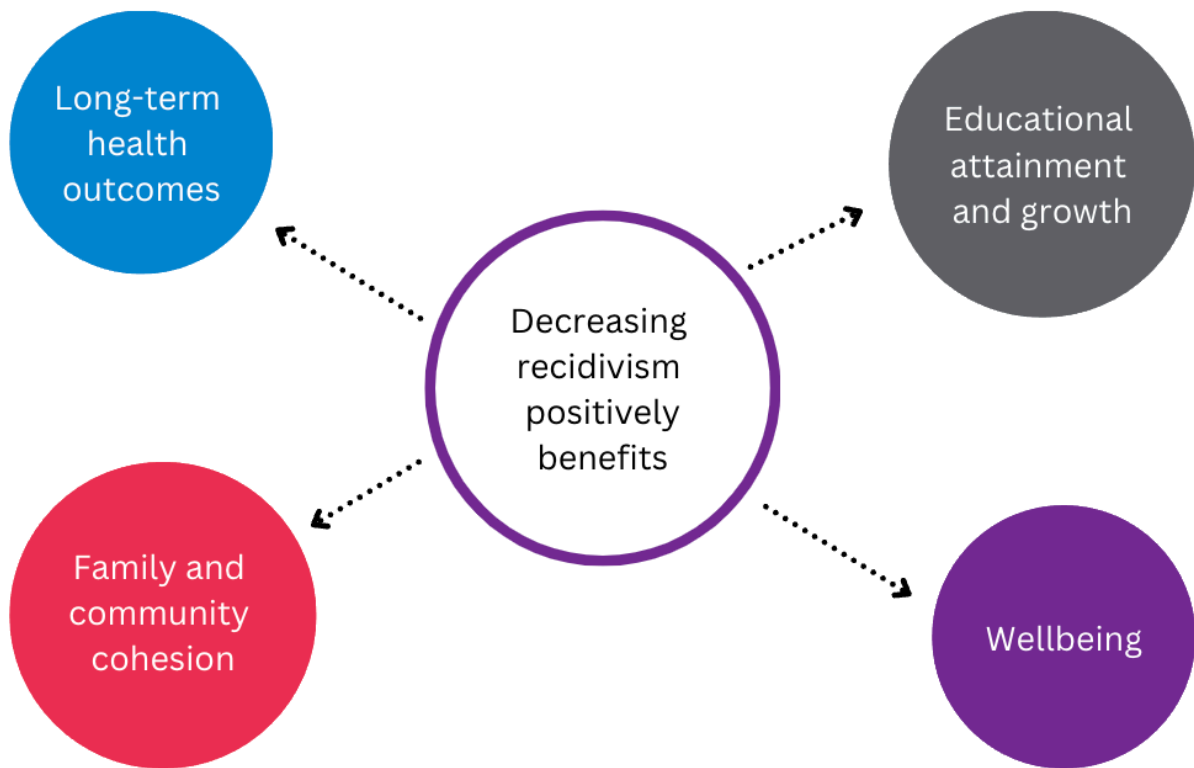 Long-term
health
outcomes
Educational
attainment
and growth
Decreasing
recidivism
positively
benefits
Family and
community
cohesion
Wellbeing